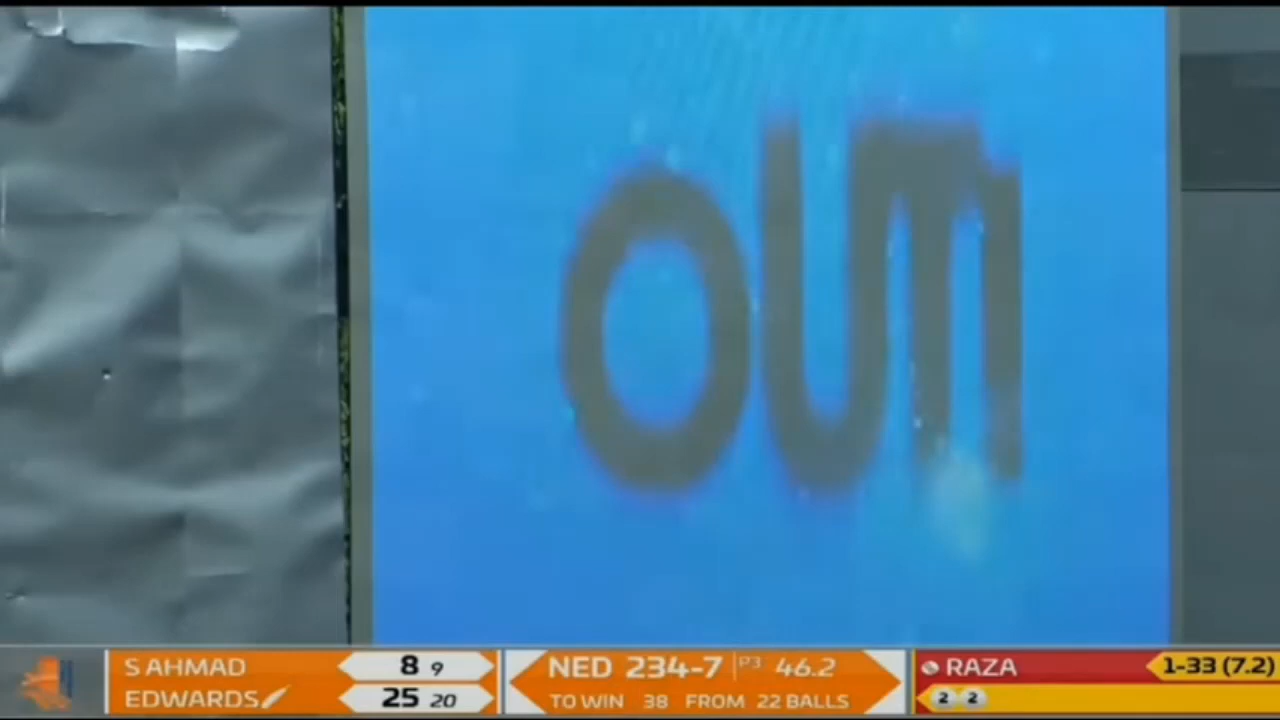 OUT
S AHMAD 8 9
EDWARDS 25 20
NED 234-7 P3 46.2
TO WIN 38 FROM 22 BALLS
RAZA 1-33 (7.2)
2 2